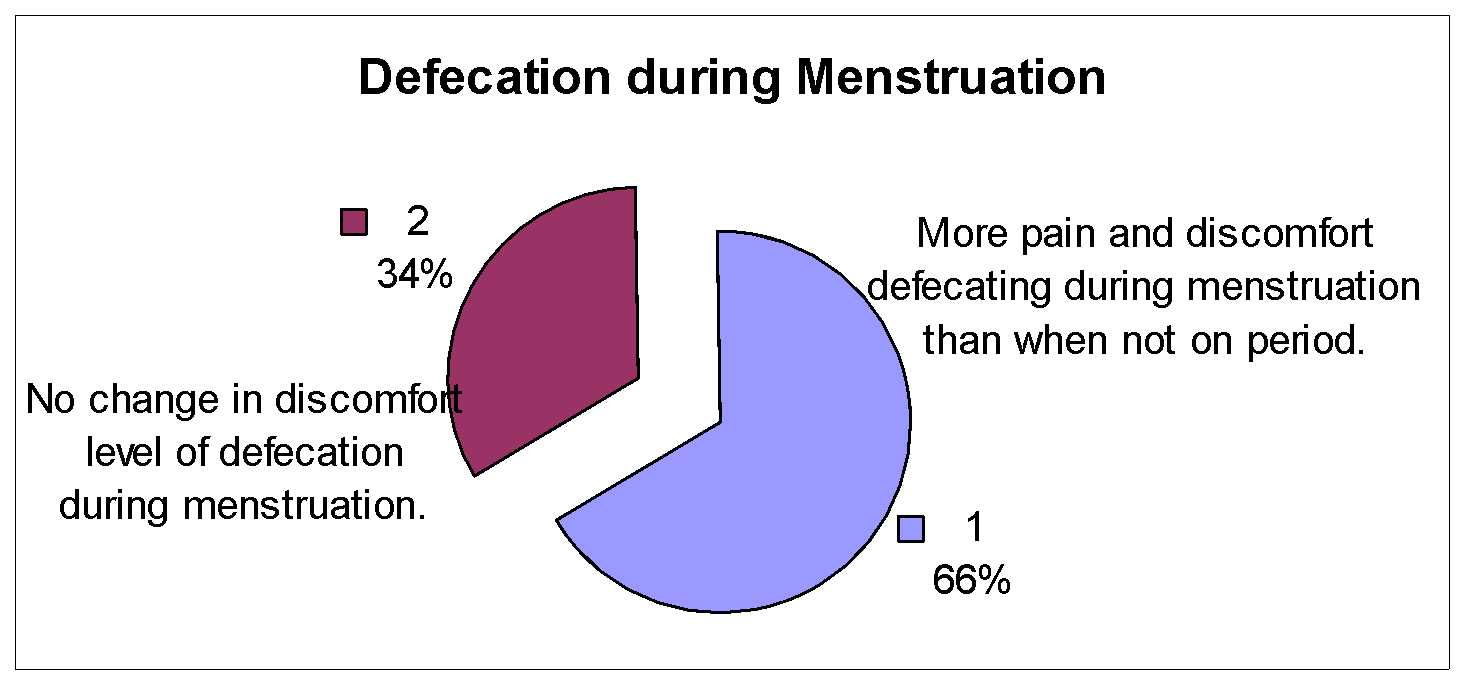 Defecation during Menstruation
2
34%
More pain and discomfort
defecating during menstruation
than when not on period.
No change in discomfort
level of defecation
during menstruation.
1
66%